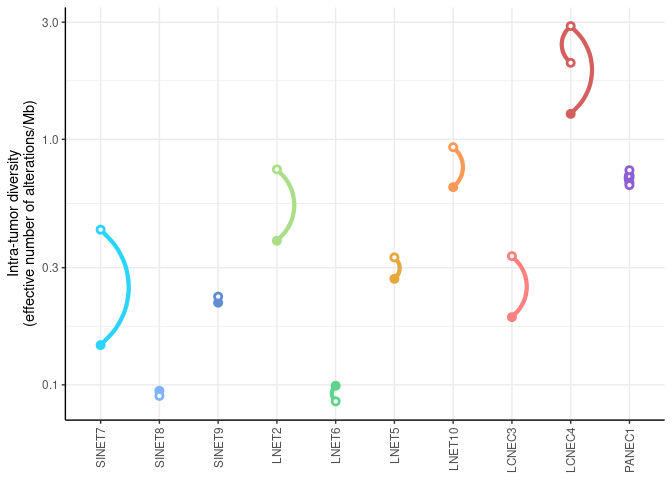 Intra-tumor diversity
(effective number of alterations/Mb)
3.0
1.0
0.3
0.1
SINET7
SINET8
SINET9
LNET2
LNET6
LNET5
LNET10
LCNEC3
LCNEC4
PANEC1